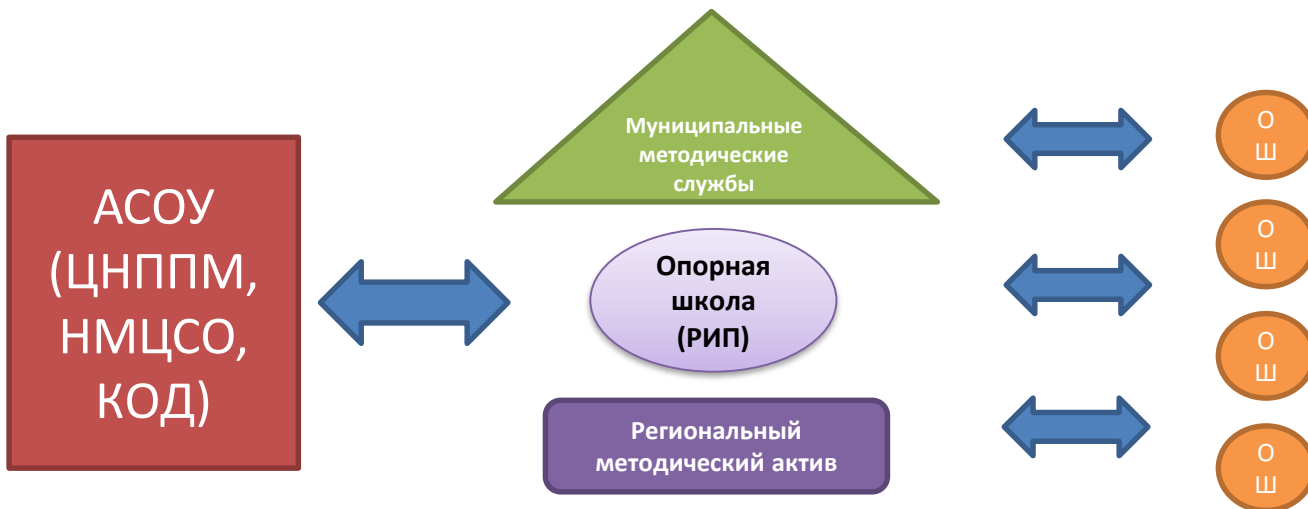 АСОУ
(ЦНППМ,
НМЦСО,
КОД)
Муниципальные
методические
службы
Опорная
школа
(РИП)
Региональный
методический актив
О
Ш
О
Ш
О
Ш
О
Ш